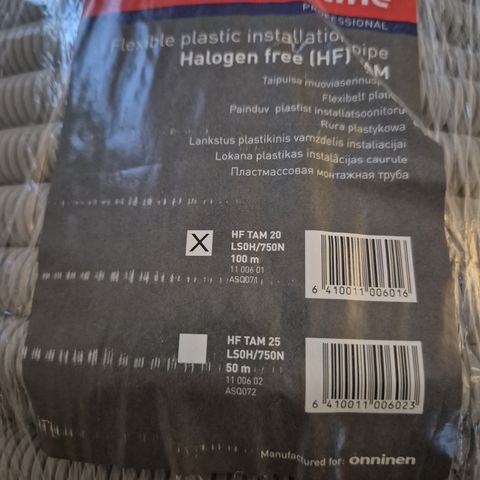 PROFESSIONAL
Flexible plastic installation pipe
Halogen free (HF)
Taipuisa muoviasennus
Flexibelt
Painduv plastist installatsioonitoru
Rura plastykowa
Lankstus plastikinis vamzdelis instaliacijai
Lokana plastikas instalācijas caurule
Пластмассовая монтажная труба
X
HF TAM 20
LS0H/750N
100 m
11 006 01
ASQ071
6 410011 006016
HF TAM 25
LS0H/750N
50 m
11 006 02
ASQ072
6 410011 006023
Manufactured for: onninen